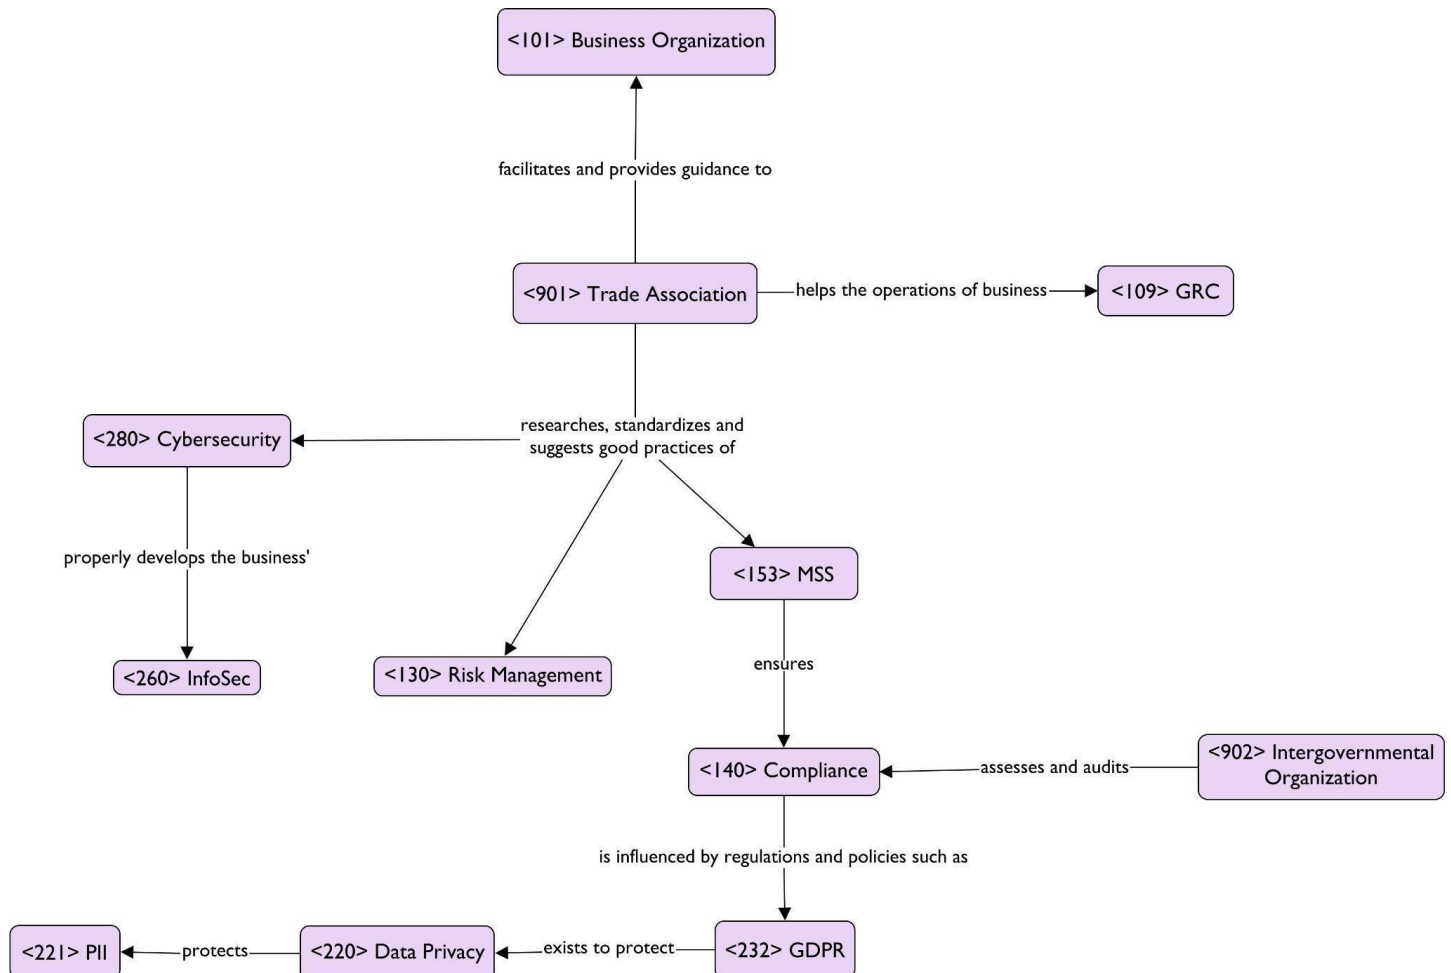 <101> Business Organization
facilitates and provides guidance to
<901> Trade Association
helps the operations of business
<109> GRC
researches, standardizes and
suggests good practices of
<280> Cybersecurity
properly develops the business'
<153> MSS
ensures
<260> InfoSec
<130> Risk Management
<140> Compliance
assesses and audits
<902> Intergovernmental
Organization
is influenced by regulations and policies such as
<221> PII
protects
<220> Data Privacy
exists to protect
<232> GDPR